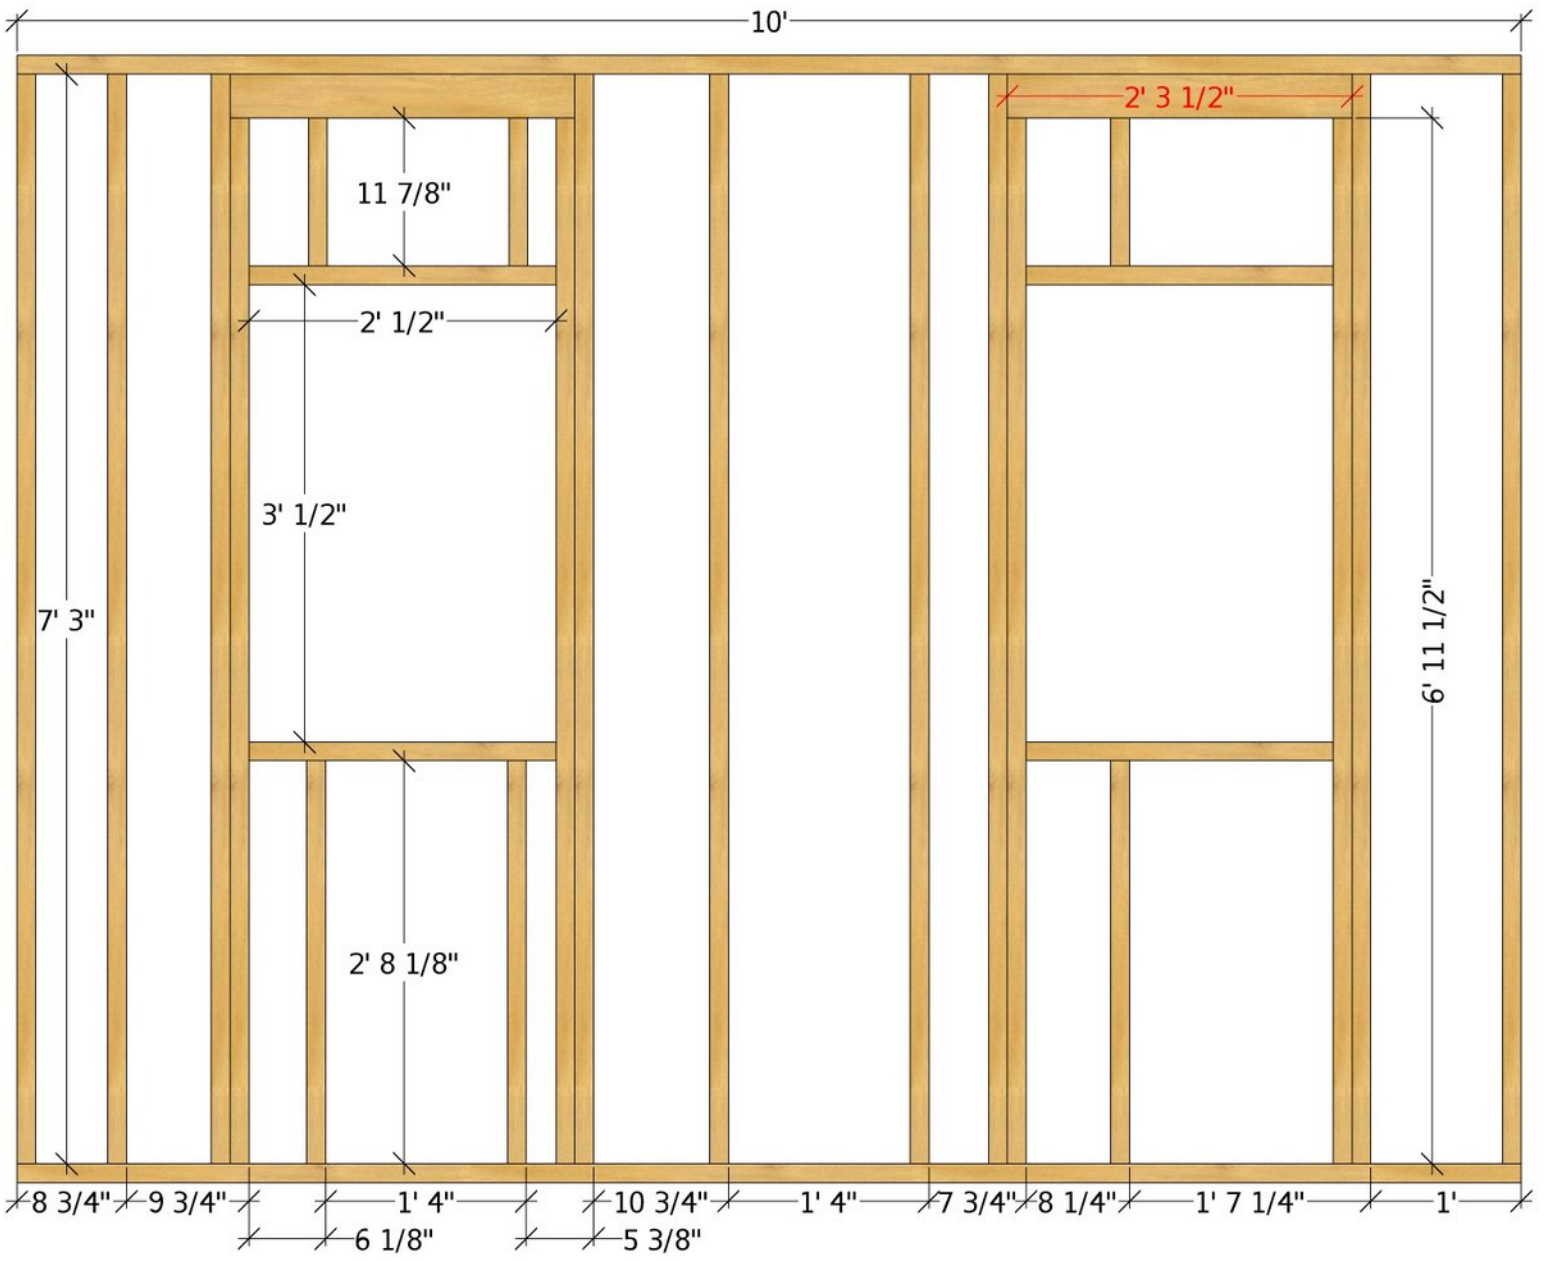 10'
2' 3 1/2"
11 7/8"
2' 1/2"
3' 1/2"
7' 3"
6' 11 1/2"
2' 8 1/8"
8 3/4" 9 3/4" 1' 4" 10 3/4" 1' 4" 7 3/4" 8 1/4" 1' 7 1/4" 1'
6 1/8" 5 3/8"